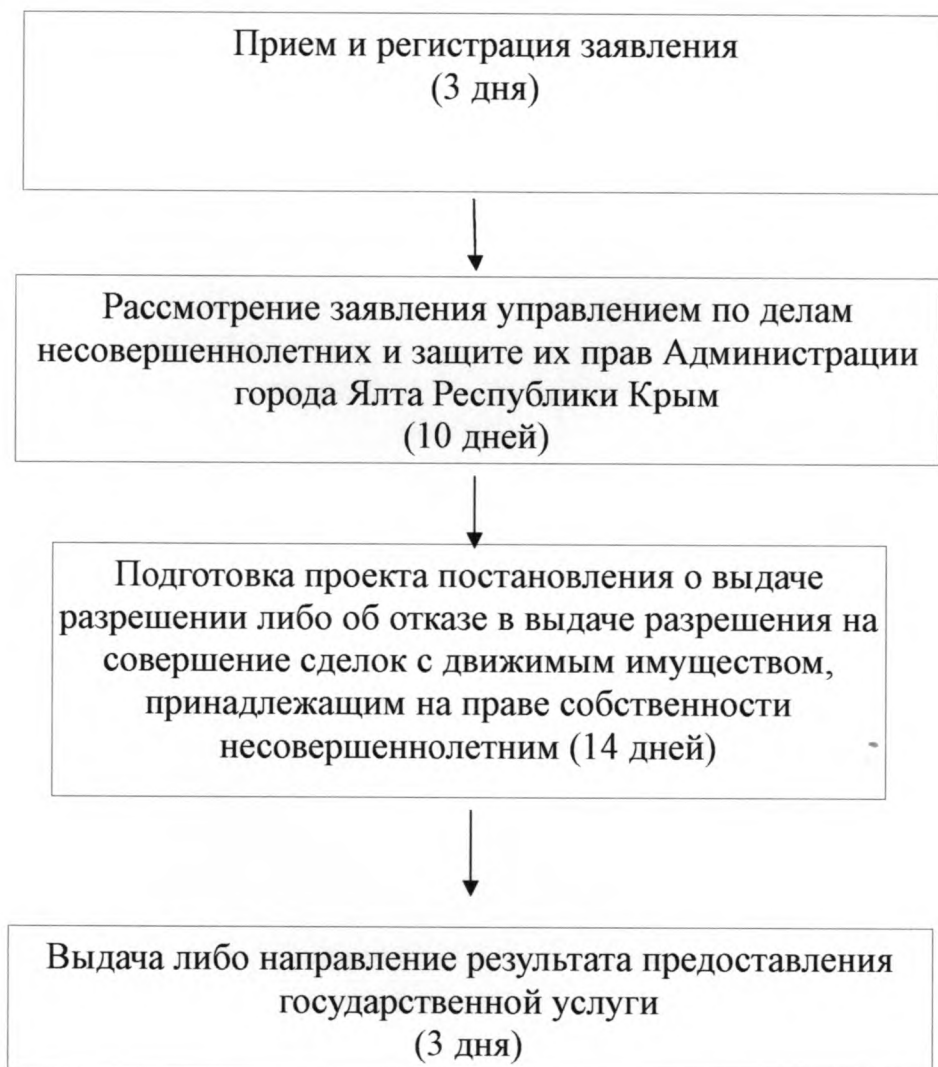 Прием и регистрация заявления
(3 дня)
Рассмотрение заявления управлением по делам
несовершеннолетних и защите их прав Администрации
города Ялта Республики Крым
(10 дней)
Подготовка проекта постановления о выдаче
разрешении либо об отказе в выдаче разрешения на
совершение сделок с движимым имуществом,
принадлежащим на праве собственности
несовершеннолетним (14 дней)
Выдача либо направление результата предоставления
государственной услуги
(3 дня)